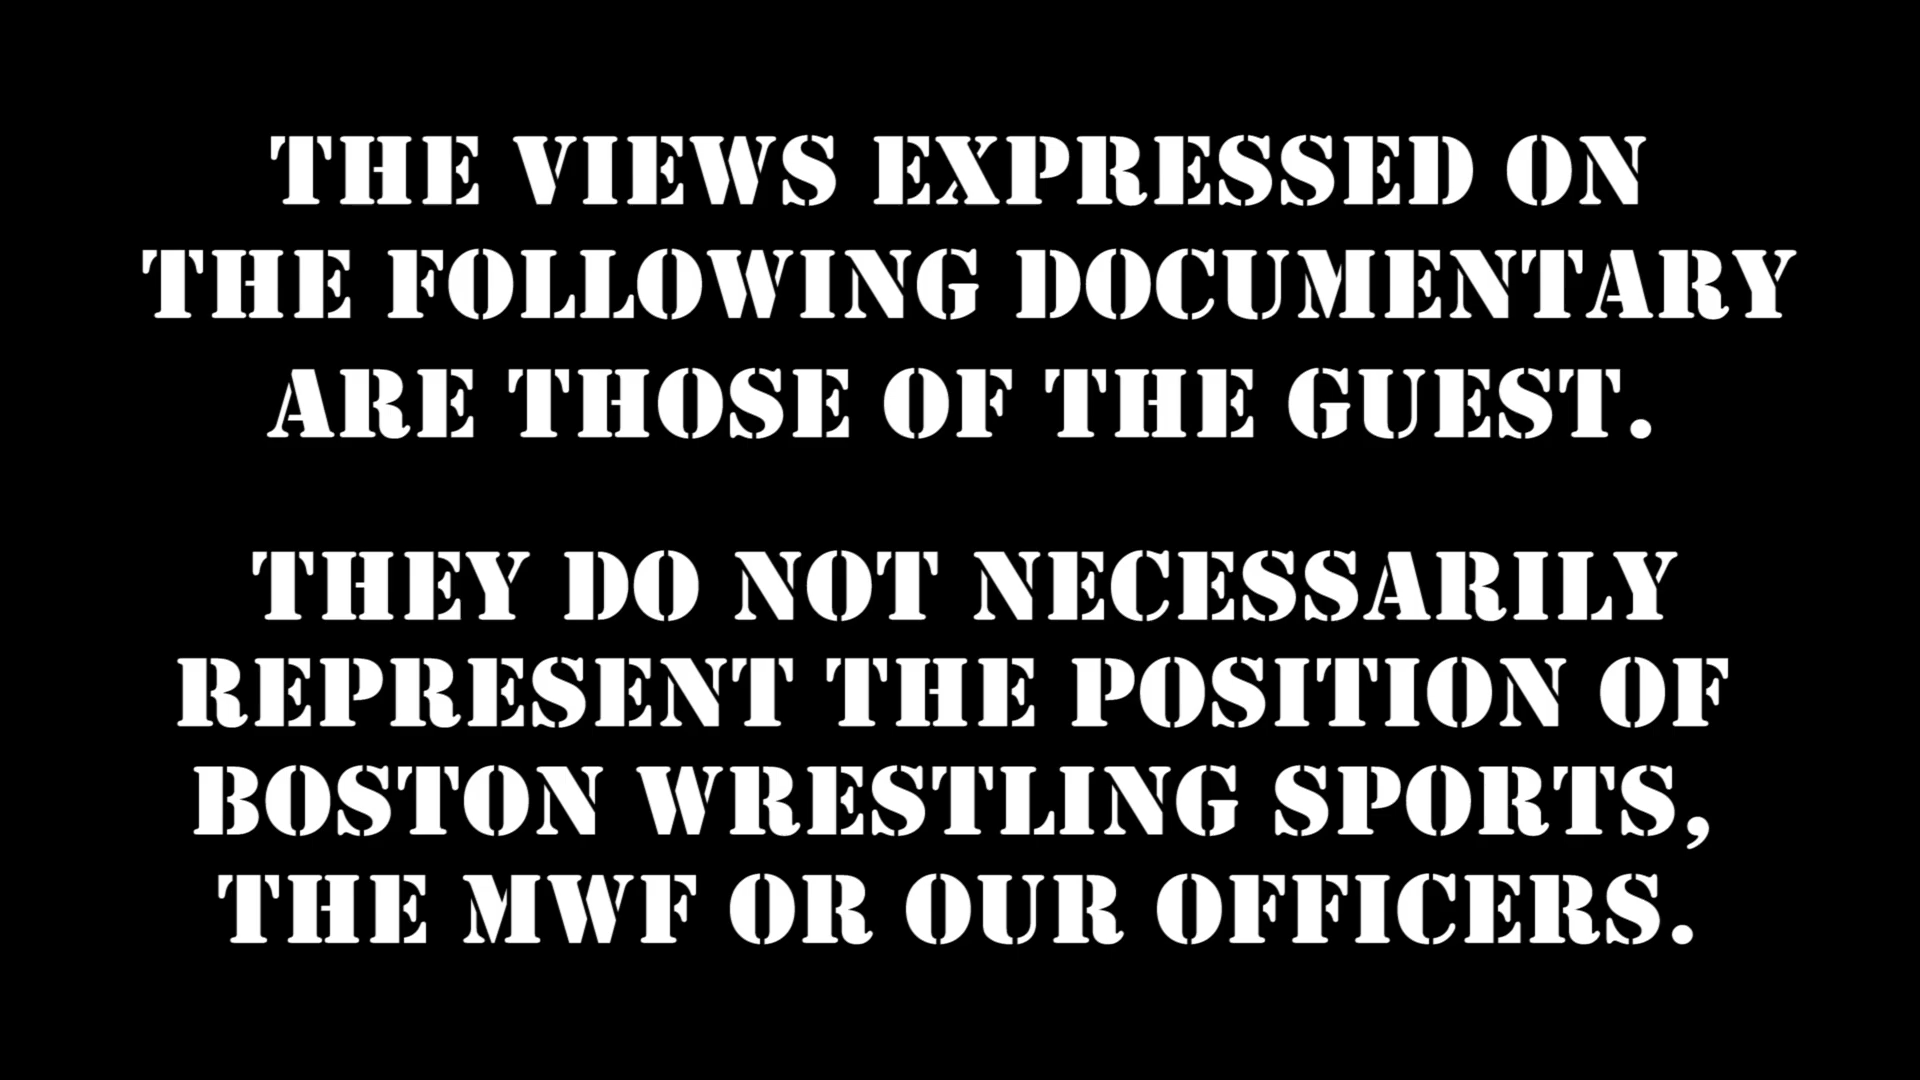 THE VIEWS EXPRESSED ON
THE FOLLOWING DOCUMENTARY
ARE THOSE OF THE GUEST.
THEY DO NOT NECESSARILY
REPRESENT THE POSITION OF
BOSTON WRESTLING SPORTS,
THE MWF OR OUR OFFICERS.